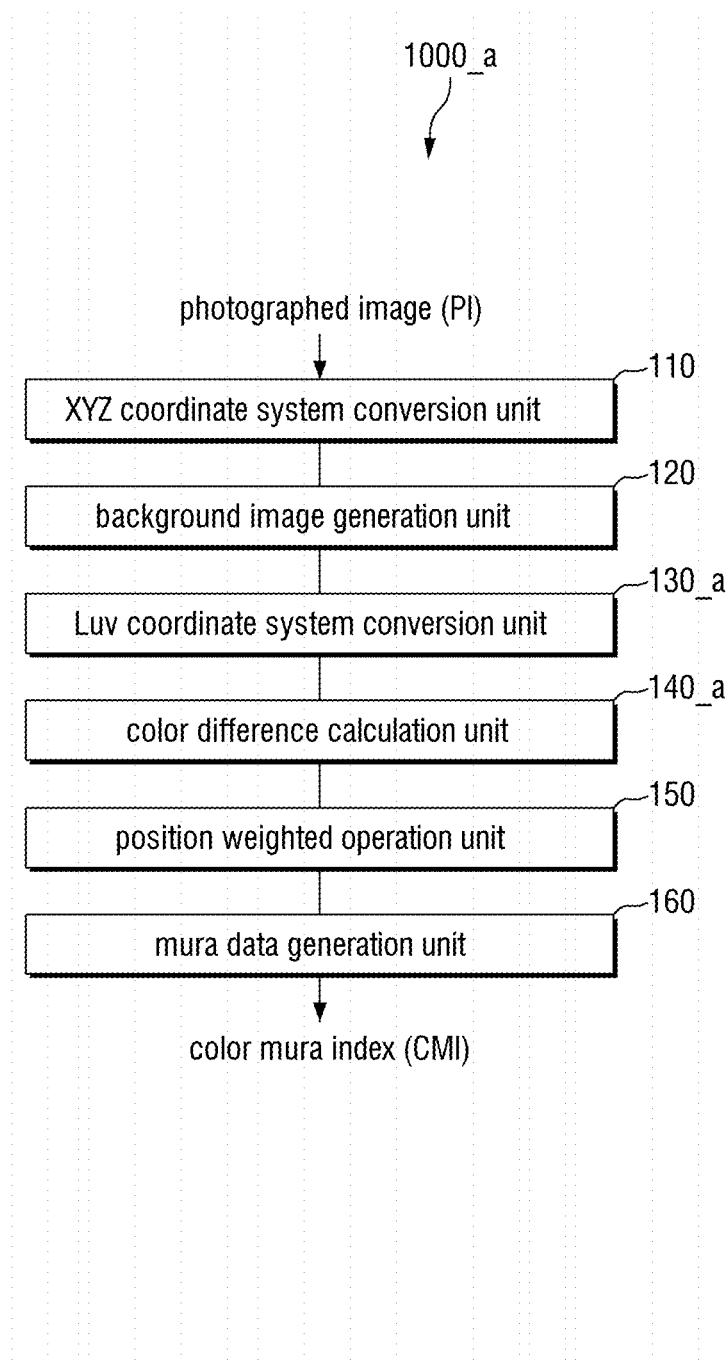 1000_a
photographed image (PI)
110
XYZ coordinate system conversion unit
120
background image generation unit
130_a
Luv coordinate system conversion unit
140_a
color difference calculation unit
150
position weighted operation unit
160
mura data generation unit
color mura index (CMI)